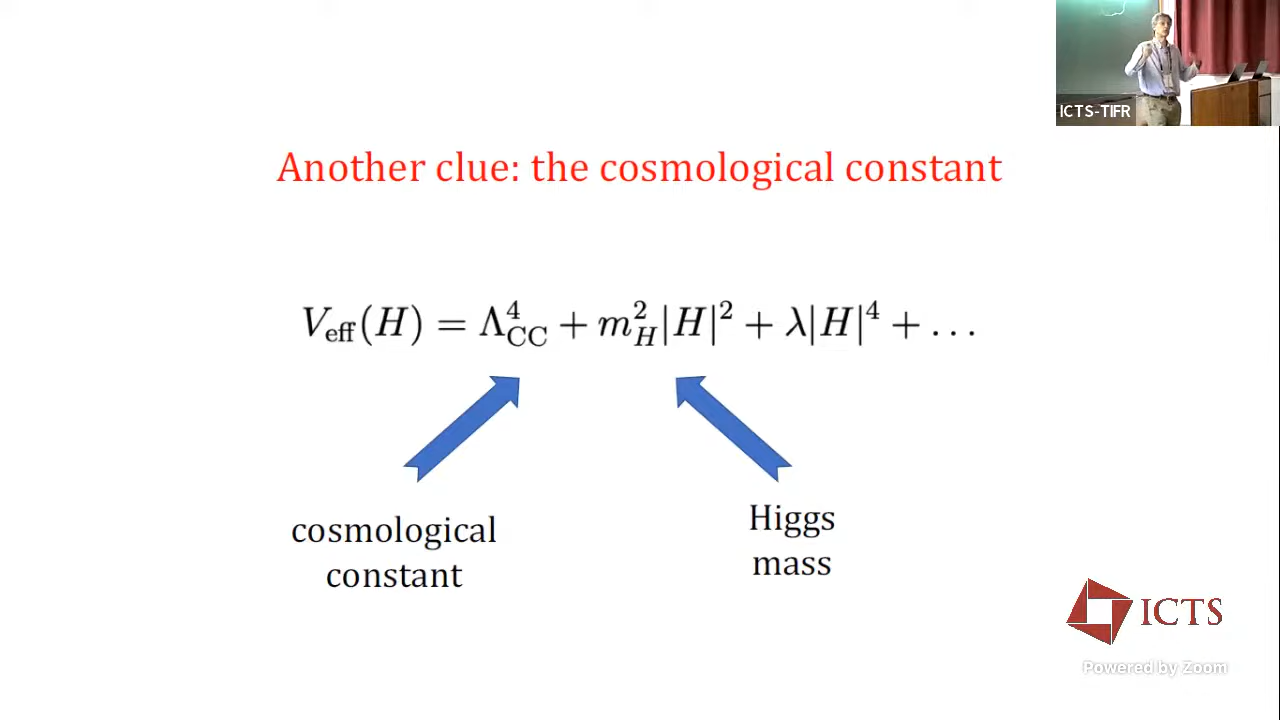 ICTS-TIFR
Another clue: the cosmological constant
V_eff(H) = Λ⁴_CC + m²_H|H|² + λ|H|⁴ + ...
cosmological
constant
Higgs
mass
ICTS
Powered by Zoom